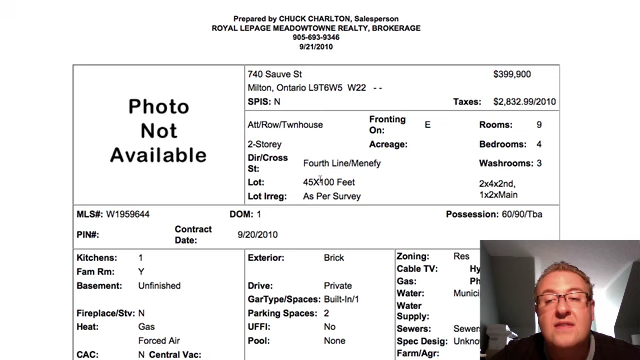 Prepared by CHUCK CHARLTON, Salesperson
ROYAL LEPAGE MEADOWTOWNE REALTY, BROKERAGE
905-693-9346
9/21/2010
Photo
Not
Available
740 Sauve St $399,900
Milton, Ontario L9T6W5 W22 - -
SPIS: N Taxes: $2,832.99/2010
Att/Row/Twnhouse Fronting On: E Rooms: 9
2-Storey Acreage: Bedrooms: 4
Dir/Cross St: Fourth Line/Menefy Washrooms: 3
Lot: 45X100 Feet 2x4x2nd,
Lot Irreg: As Per Survey 1x2xMain
MLS#: W1959644 DOM: 1 Possession: 60/90/Tba
PIN#: Contract Date: 9/20/2010
Kitchens: 1 Exterior: Brick Zoning: Res
Fam Rm: Y Cable TV: Hy
Basement: Unfinished Drive: Private Gas: Ph
GarType/Spaces: Built-In/1 Water: Munici
Fireplace/Stv: N Parking Spaces: 2 Water Supply:
Heat: Gas UFFI: No Sewers: Sewers
Forced Air Pool: None Spec Desig: Unkno
CAC: N Central Vac: Farm/Agr: